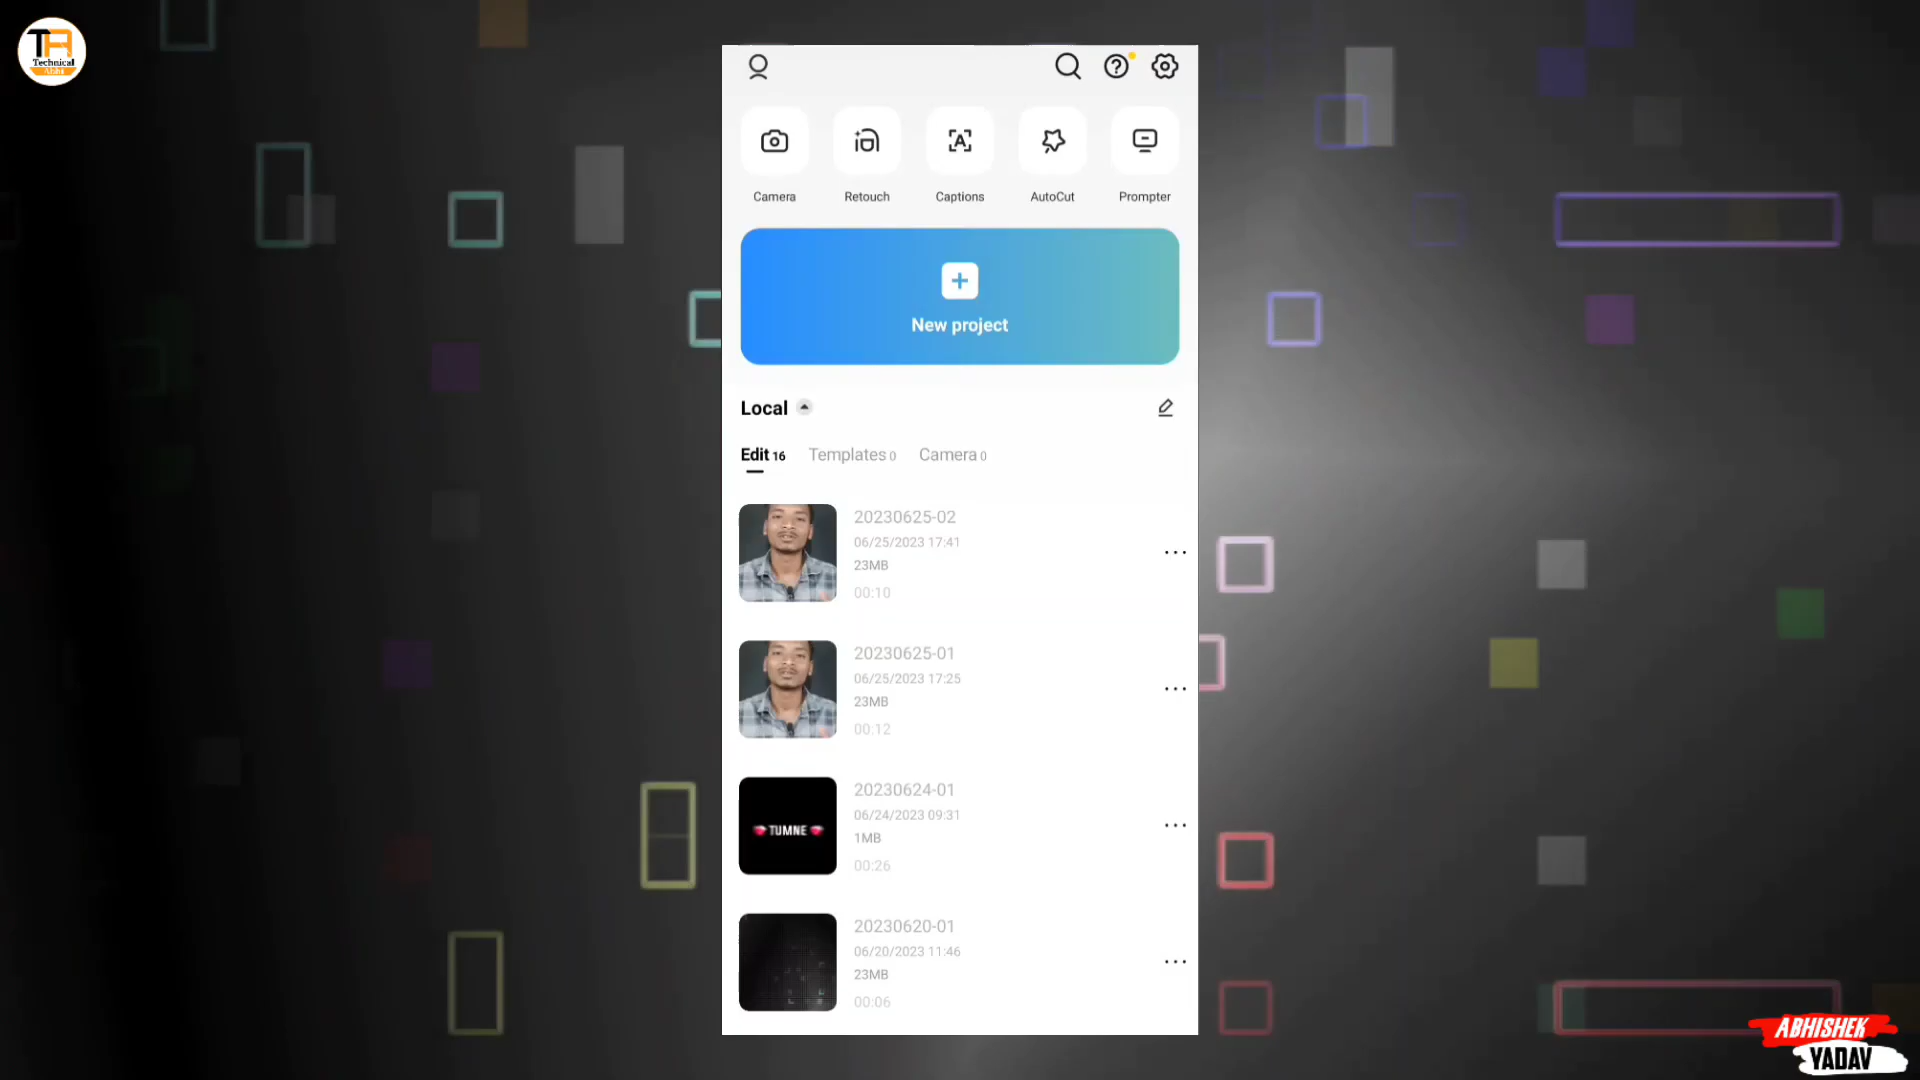 TA
Technical
Abhi
Camera
Retouch
Captions
AutoCut
Prompter
New project
Local
Edit 16
Templates 0
Camera 0
20230625-02
06/25/2023 17:41
23MB
00:10
20230625-01
06/25/2023 17:25
23MB
00:12
TUMNE
20230624-01
06/24/2023 09:31
1MB
00:26
20230620-01
06/20/2023 11:46
23MB
00:06
ABHISHEK
YADAV